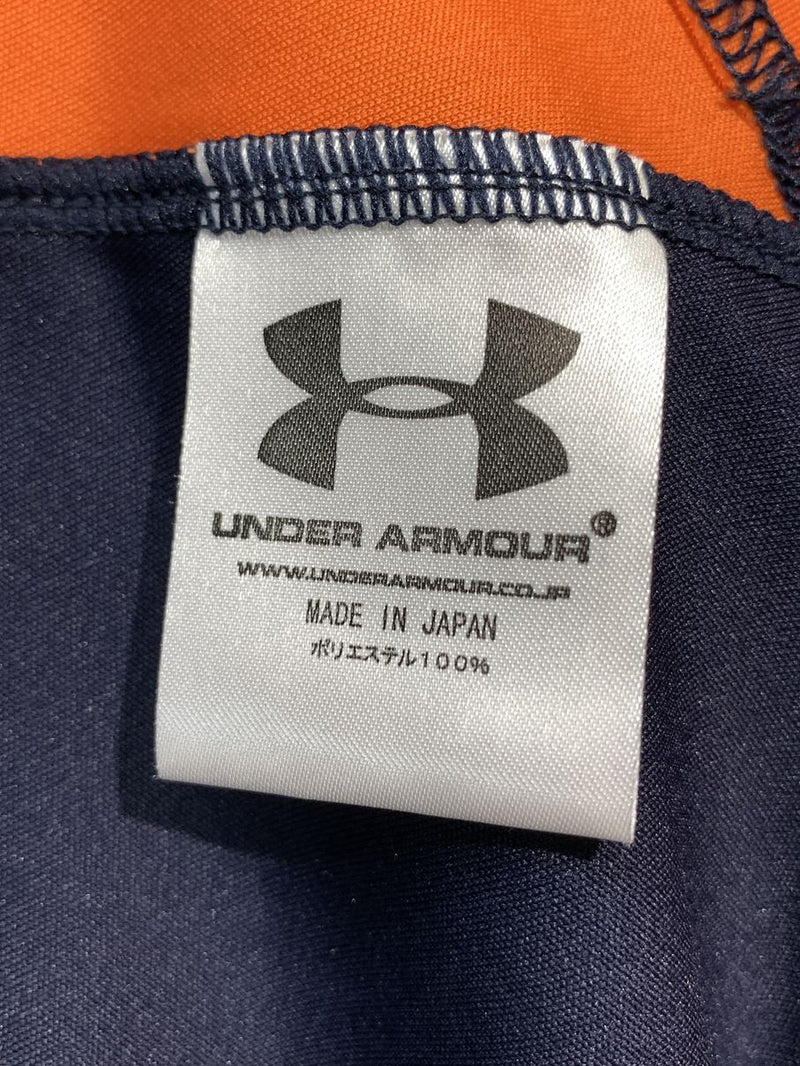 UNDER ARMOUR®
WWW.UNDERARMOUR.CO.JP
MADE IN JAPAN
ポリエステル100%